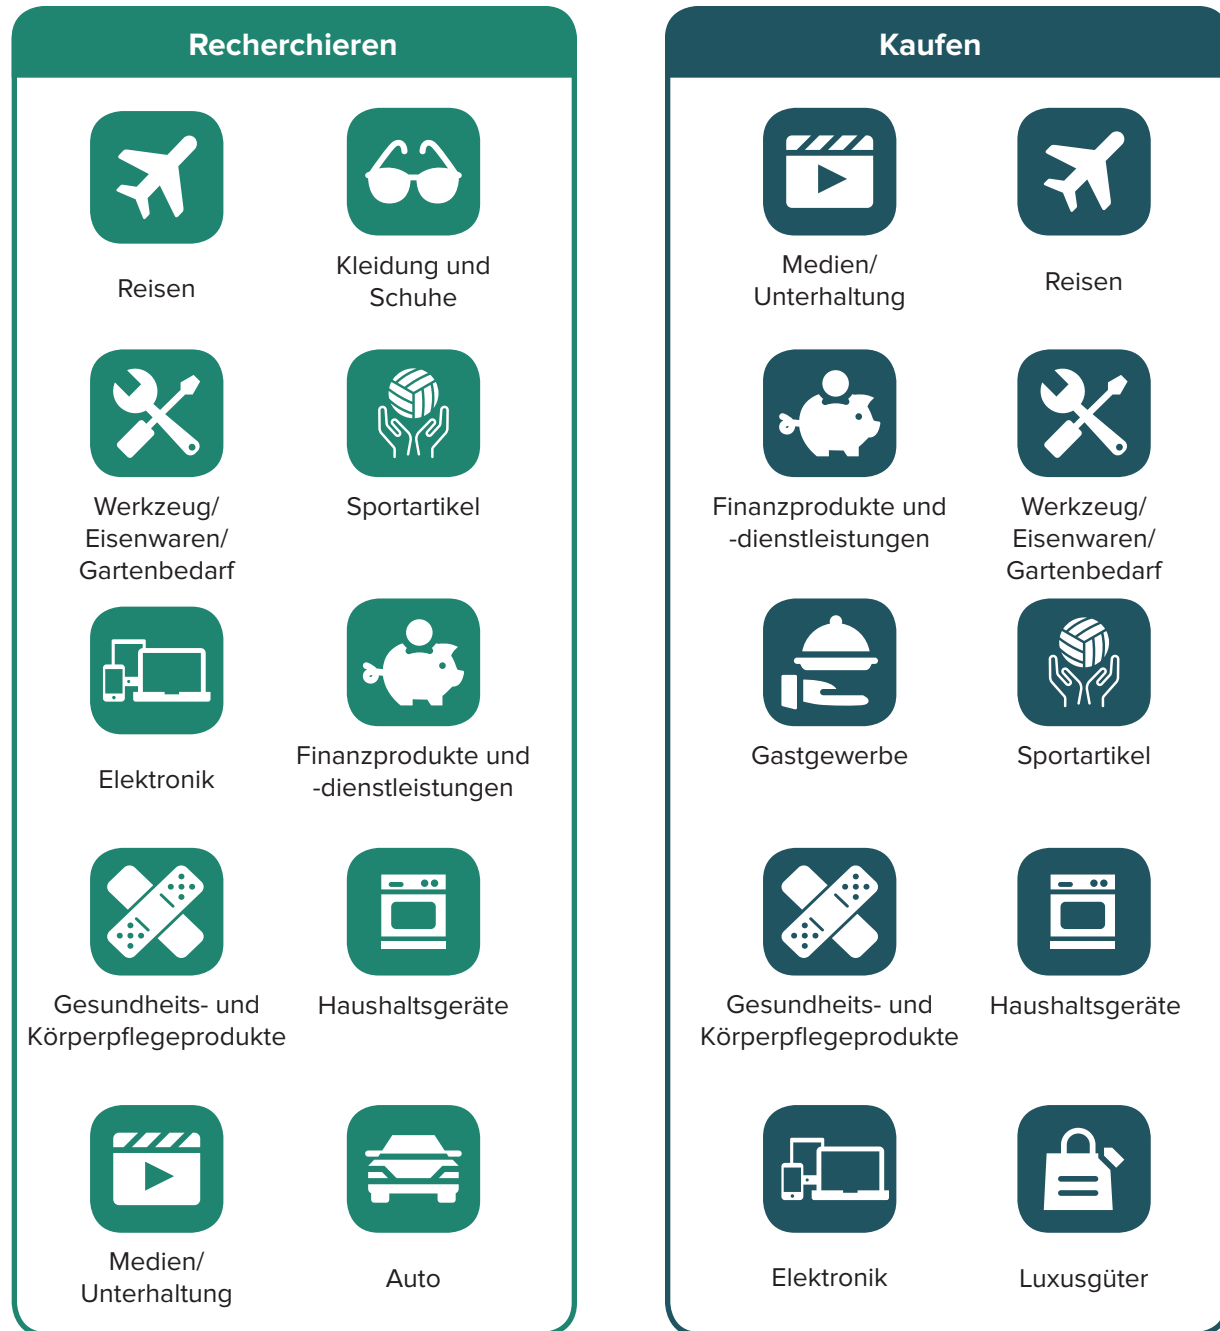 Recherchieren
Reisen
Kleidung und
Schuhe
Werkzeug/
Eisenwaren/
Gartenbedarf
Sportartikel
Elektronik
Finanzprodukte und
-dienstleistungen
Gesundheits- und
Körperpflegeprodukte
Haushaltsgeräte
Medien/
Unterhaltung
Auto
Kaufen
Medien/
Unterhaltung
Reisen
Finanzprodukte und
-dienstleistungen
Werkzeug/
Eisenwaren/
Gartenbedarf
Gastgewerbe
Sportartikel
Gesundheits- und
Körperpflegeprodukte
Haushaltsgeräte
Elektronik
Luxusgüter